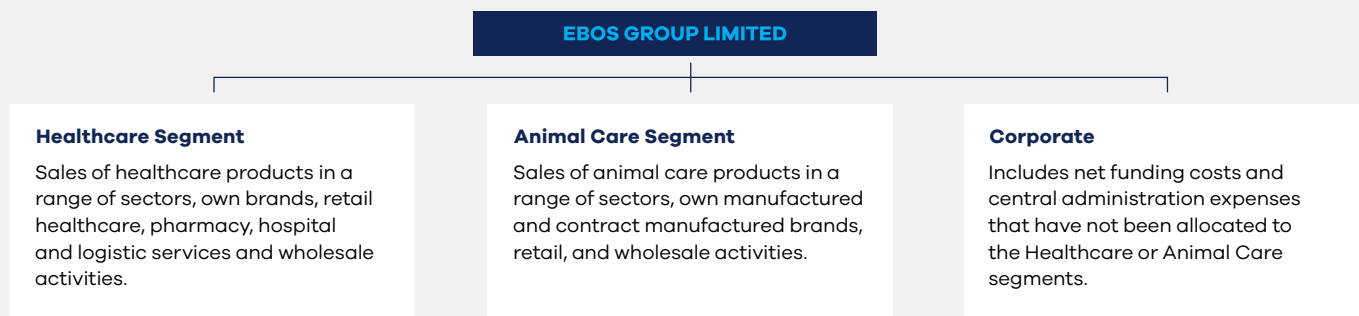 EBOS GROUP LIMITED
Healthcare Segment
Sales of healthcare products in a
range of sectors, own brands, retail
healthcare, pharmacy, hospital
and logistic services and wholesale
activities.
Animal Care Segment
Sales of animal care products in a
range of sectors, own manufactured
and contract manufactured brands,
retail, and wholesale activities.
Corporate
Includes net funding costs and
central administration expenses
that have not been allocated to
the Healthcare or Animal Care
segments.